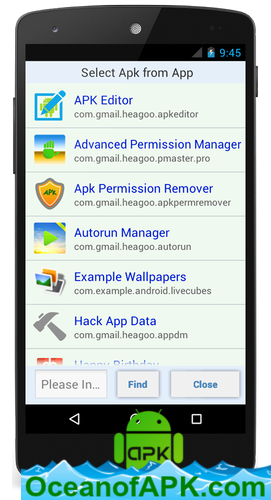 9:45
Select Apk from App
APK Editor
com.gmail.heagoo.apkeditor
Advanced Permission Manager
com.gmail.heagoo.pmaster.pro
APK
Apk Permission Remover
com.gmail.heagoo.apkpermremover
Autorun Manager
com.gmail.heagoo.autorun
Example Wallpapers
com.example.android.livecubes
Hack App Data
com.gmail.heagoo.appdm
Happy Birthday
Please In...
Find
Close
apk
OceanofAPK.com